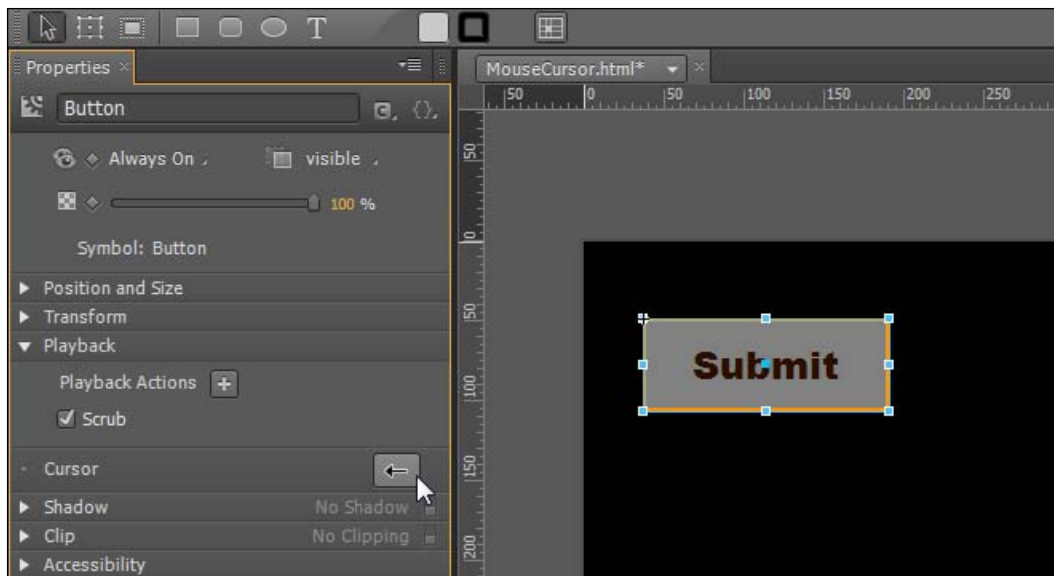 T
Properties
MouseCursor.html*
Button
50 0 50 100 150 200 250
Always On
visible
100 %
Symbol: Button
Position and Size
Transform
Playback
Playback Actions
Scrub
Cursor
Shadow No Shadow
Clip No Clipping
Accessibility
50
0
50
100
150
200
Submit